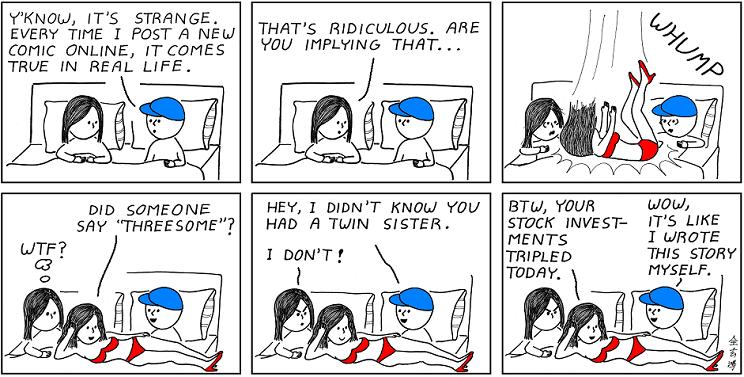 Y'KNOW, IT'S STRANGE.
EVERY TIME I POST A NEW
COMIC ONLINE, IT COMES
TRUE IN REAL LIFE.
THAT'S RIDICULOUS. ARE
YOU IMPLYING THAT...
WHUMP
WTF?
DID SOMEONE
SAY "THREESOME"?
HEY, I DIDN'T KNOW YOU
HAD A TWIN SISTER.
I DON'T!
BTW, YOUR
STOCK INVEST-
MENTS
TRIPLED
TODAY.
WOW,
IT'S LIKE
I WROTE
THIS STORY
MYSELF.